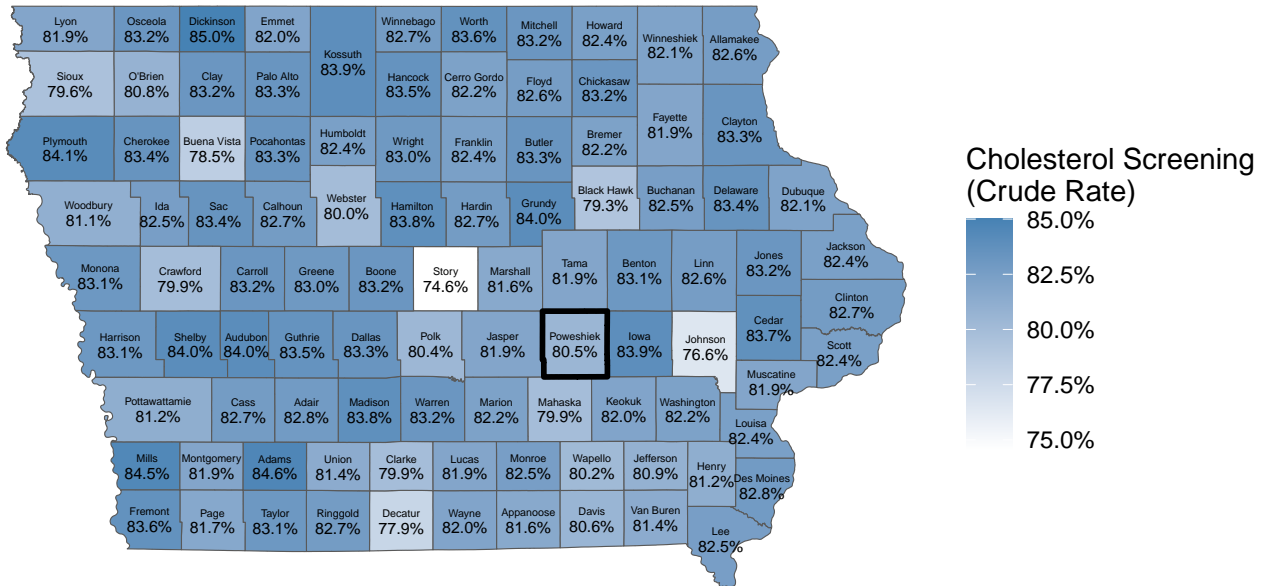 Lyon Osceola Dickinson Emmet Winnebago Worth Mitchell Howard Winneshiek Allamakee
81.9% 83.2% 85.0% 82.0% 82.7% 83.6% 83.2% 82.4% 82.1% 82.6%
Kossuth
83.9%
Sioux O'Brien Clay Palo Alto Hancock Cerro Gordo Floyd Chickasaw
79.6% 80.8% 83.2% 83.3% 83.5% 82.2% 82.6% 83.2%
Fayette Clayton
81.9% 83.3%
Plymouth Cherokee Buena Vista Pocahontas Humboldt Wright Franklin Butler Bremer
84.1% 83.4% 78.5% 83.3% 82.4% 83.0% 82.4% 83.3% 82.2%
Woodbury Ida Sac Calhoun Webster Hamilton Hardin Grundy Black Hawk Buchanan Delaware Dubuque
81.1% 82.5% 83.4% 82.7% 80.0% 83.8% 82.7% 84.0% 79.3% 82.5% 83.4% 82.1%
Monona Crawford Carroll Greene Boone Story Marshall Tama Benton Linn Jones Jackson
83.1% 79.9% 83.2% 83.0% 83.2% 74.6% 81.6% 81.9% 83.1% 82.6% 83.2% 82.4%
Clinton
82.7%
Harrison Shelby Audubon Guthrie Dallas Polk Jasper Poweshiek Iowa Johnson Cedar Scott
83.1% 84.0% 84.0% 83.5% 83.3% 80.4% 81.9% 80.5% 83.9% 76.6% 83.7% 82.4%
Muscatine
81.9%
Pottawattamie Cass Adair Madison Warren Marion Mahaska Keokuk Washington Louisa
81.2% 82.7% 82.8% 83.8% 83.2% 82.2% 79.9% 82.0% 82.2% 82.4%
Mills Montgomery Adams Union Clarke Lucas Monroe Wapello Jefferson Henry Des Moines
84.5% 81.9% 84.6% 81.4% 79.9% 81.9% 82.5% 80.2% 80.9% 81.2% 82.8%
Fremont Page Taylor Ringgold Decatur Wayne Appanoose Davis Van Buren Lee
83.6% 81.7% 83.1% 82.7% 77.9% 82.0% 81.6% 80.6% 81.4% 82.5%
Cholesterol Screening
(Crude Rate)
85.0%
82.5%
80.0%
77.5%
75.0%